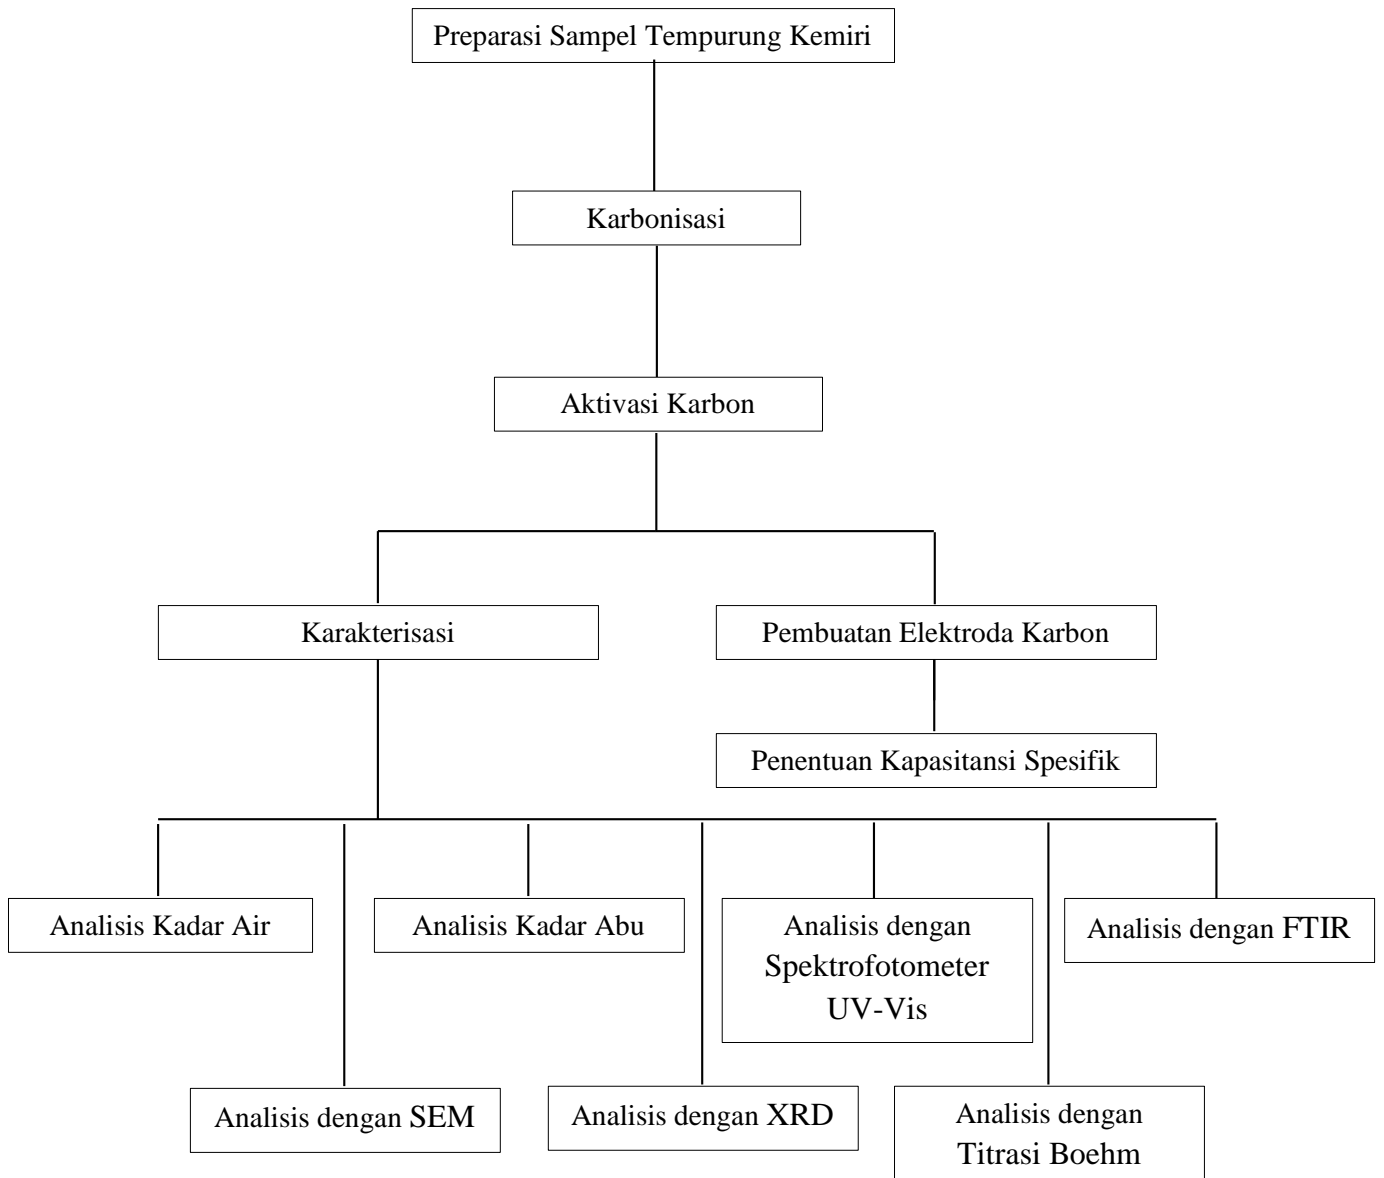 Preparasi Sampel Tempurung Kemiri
Karbonisasi
Aktivasi Karbon
Karakterisasi
Pembuatan Elektroda Karbon
Penentuan Kapasitansi Spesifik
Analisis Kadar Air
Analisis Kadar Abu
Analisis dengan
Spektrofotometer
UV-Vis
Analisis dengan FTIR
Analisis dengan SEM
Analisis dengan XRD
Analisis dengan
Titrasi Boehm